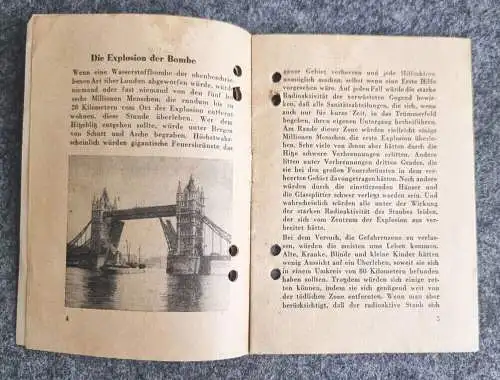 Die Explosion der Bombe
Wenn eine Wasserstoffbombe der obenbeschrie-
benen Art über London abgeworfen würde, würde
niemand oder fast niemand von den fünf bis
sechs Millionen Menschen, die rundum bis zu
20 Kilometern vom Ort der Explosion entfernt
wohnen, diese Stunde überleben. Wer dem
Hitzeblitz entgehen sollte, würde unter Bergen
von Schutt und Asche begraben. Höchstwahr-
scheinlich würden gigantische Feuersbrünste das
4
ganze Gebiet verheeren und jede Hilfsaktion
unmöglich machen, selbst wenn eine Erste Hilfe
vorgesehen wäre. Auf jeden Fall würde die starke
Radioaktivität der verwüsteten Gegend bewir-
ken, daß alle Sanitätsabteilungen, die sich, wenn
auch nur für kurze Zeit, in das Trümmerfeld
begeben, ihren eigenen Untergang herbeiführten.
Am Rande dieser Zone würden vielleicht einige
Millionen Menschen die erste Explosion überle-
ben. Sehr viele von ihnen aber hätten durch die
Hitze schwere Verbrennungen erlitten. Andere
litten unter Verbrennungen dritten Grades, die
sie bei den großen Feuersbrünsten in dem ver-
heerten Gebiet davongetragen hätten. Noch andere
würden durch die einstürzenden Häuser und
die Glassplitter schwer verletzt worden sein. Und
wahrscheinlich würden alle unter der Wirkung
der starken Radioaktivität des Staubes leiden,
der sich vom Zentrum der Explosion aus ver-
breitet hätte.
Bei dem Versuch, die Gefahrenzone zu verlas-
sen, würden die meisten ums Leben kommen.
Alte, Kranke, Blinde und kleine Kinder hätten
wenig Aussicht auf ein Überleben, soweit sie sich
in einem Umkreis von 80 Kilometern befunden
haben sollten. Trotzdem würden sich einige ret-
ten können, indem sie sich genügend weit von
der tödlichen Zone entfernten. Wenn man aber
berücksichtigt, daß der radioaktive Staub sich
5